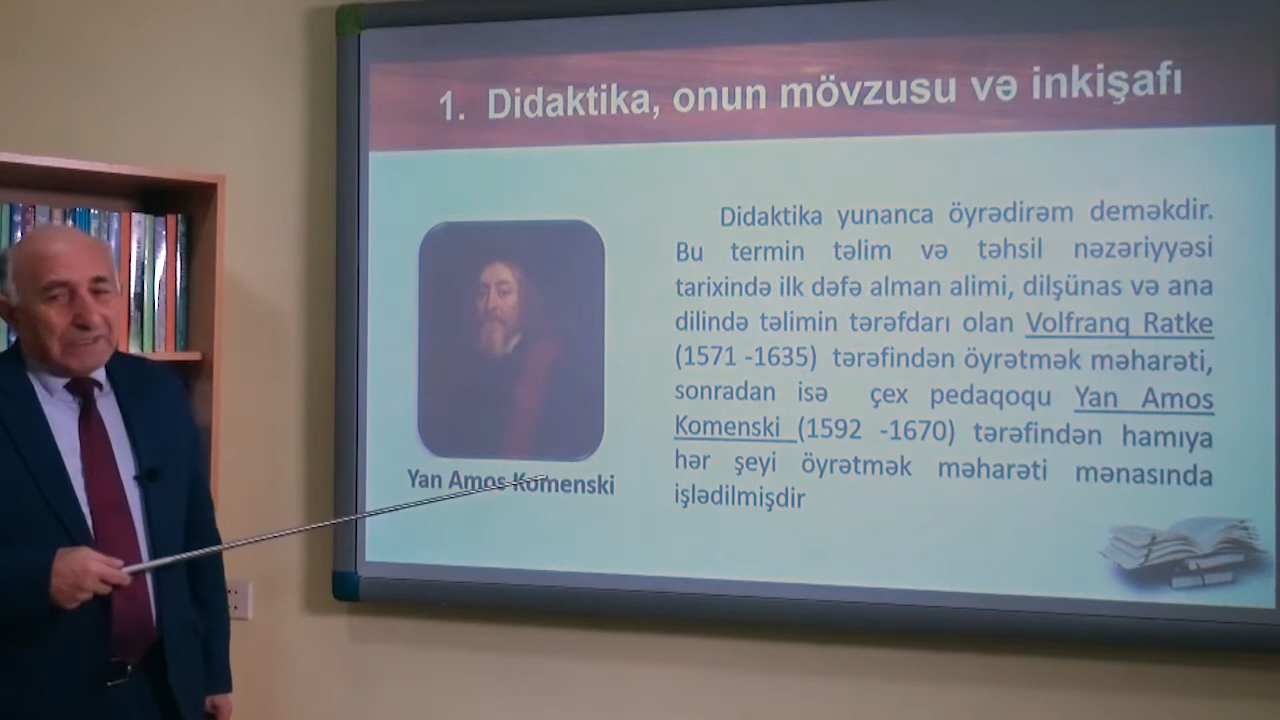 1. Didaktika, onun mövzusu və inkişafı
Didaktika yunanca öyrədirəm deməkdir.
Bu termin təlim və təhsil nəzəriyyəsi
tarixində ilk dəfə alman alimi, dilşünas və ana
dilində təlimin tərəfdarı olan Volfranq Ratke
(1571 -1635) tərəfindən öyrətmək məharəti,
sonradan isə çex pedaqoqu Yan Amos
Komenski (1592 -1670) tərəfindən hamıya
hər şeyi öyrətmək məharəti mənasında
işlədilmişdir
Yan Amos Komenski